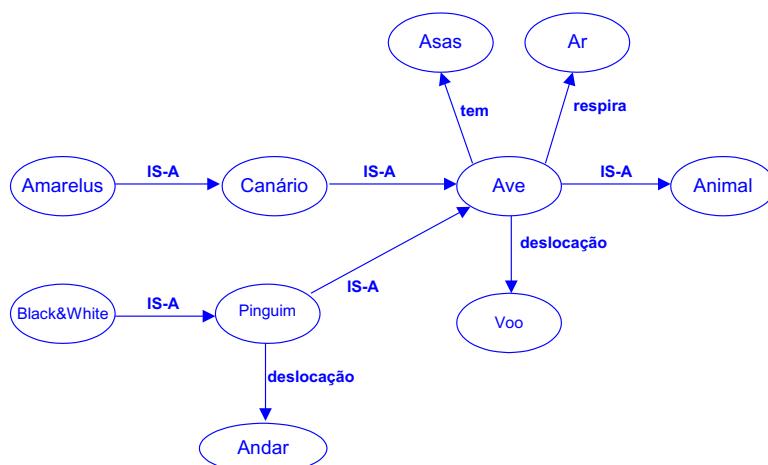 Asas
Ar
tem
respira
IS-A
IS-A
IS-A
Amarelus
Canário
Ave
Animal
deslocação
IS-A
IS-A
Black&White
Pinguim
Voo
deslocação
Andar